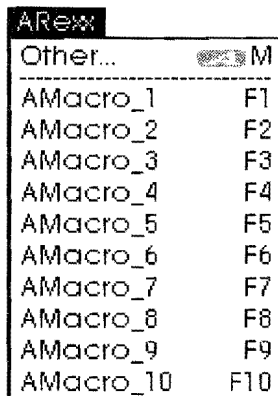 ARexx
Other... M
AMacro_1 F1
AMacro_2 F2
AMacro_3 F3
AMacro_4 F4
AMacro_5 F5
AMacro_6 F6
AMacro_7 F7
AMacro_8 F8
AMacro_9 F9
AMacro_10 F10